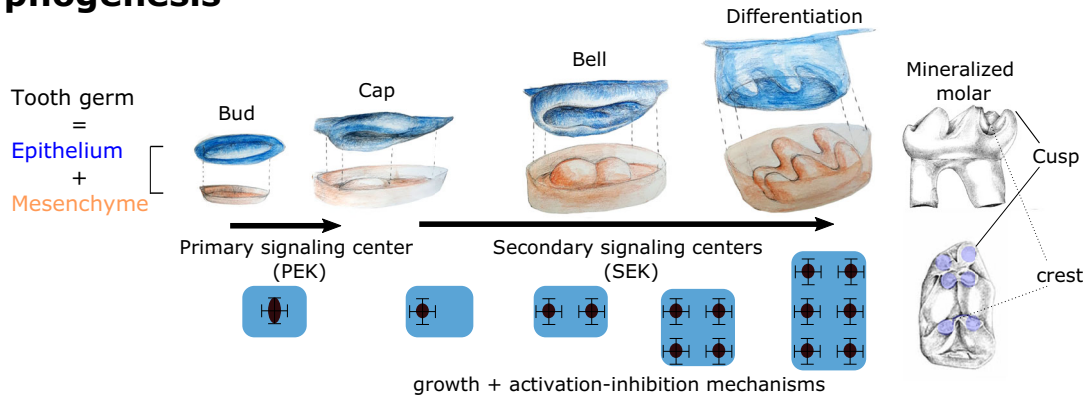 phogenesis
Differentiation
Bell
Cap
Bud
Mineralized
molar
Tooth germ
=
Epithelium
+
Mesenchyme
Cusp
Primary signaling center
(PEK)
Secondary signaling centers
(SEK)
crest
growth + activation-inhibition mechanisms